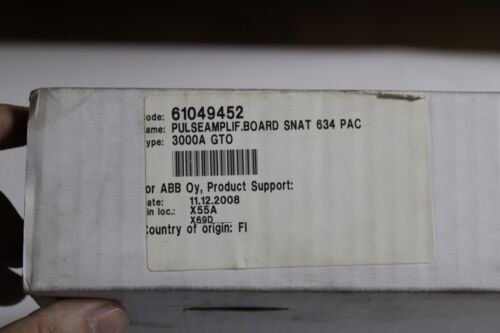 ode: 61049452
ame: PULSEAMPLIF.BOARD SNAT 634 PAC
ype: 3000A GTO
or ABB Oy, Product Support:
ate: 11.12.2008
in loc.: X55A
X69D
Country of origin: FI